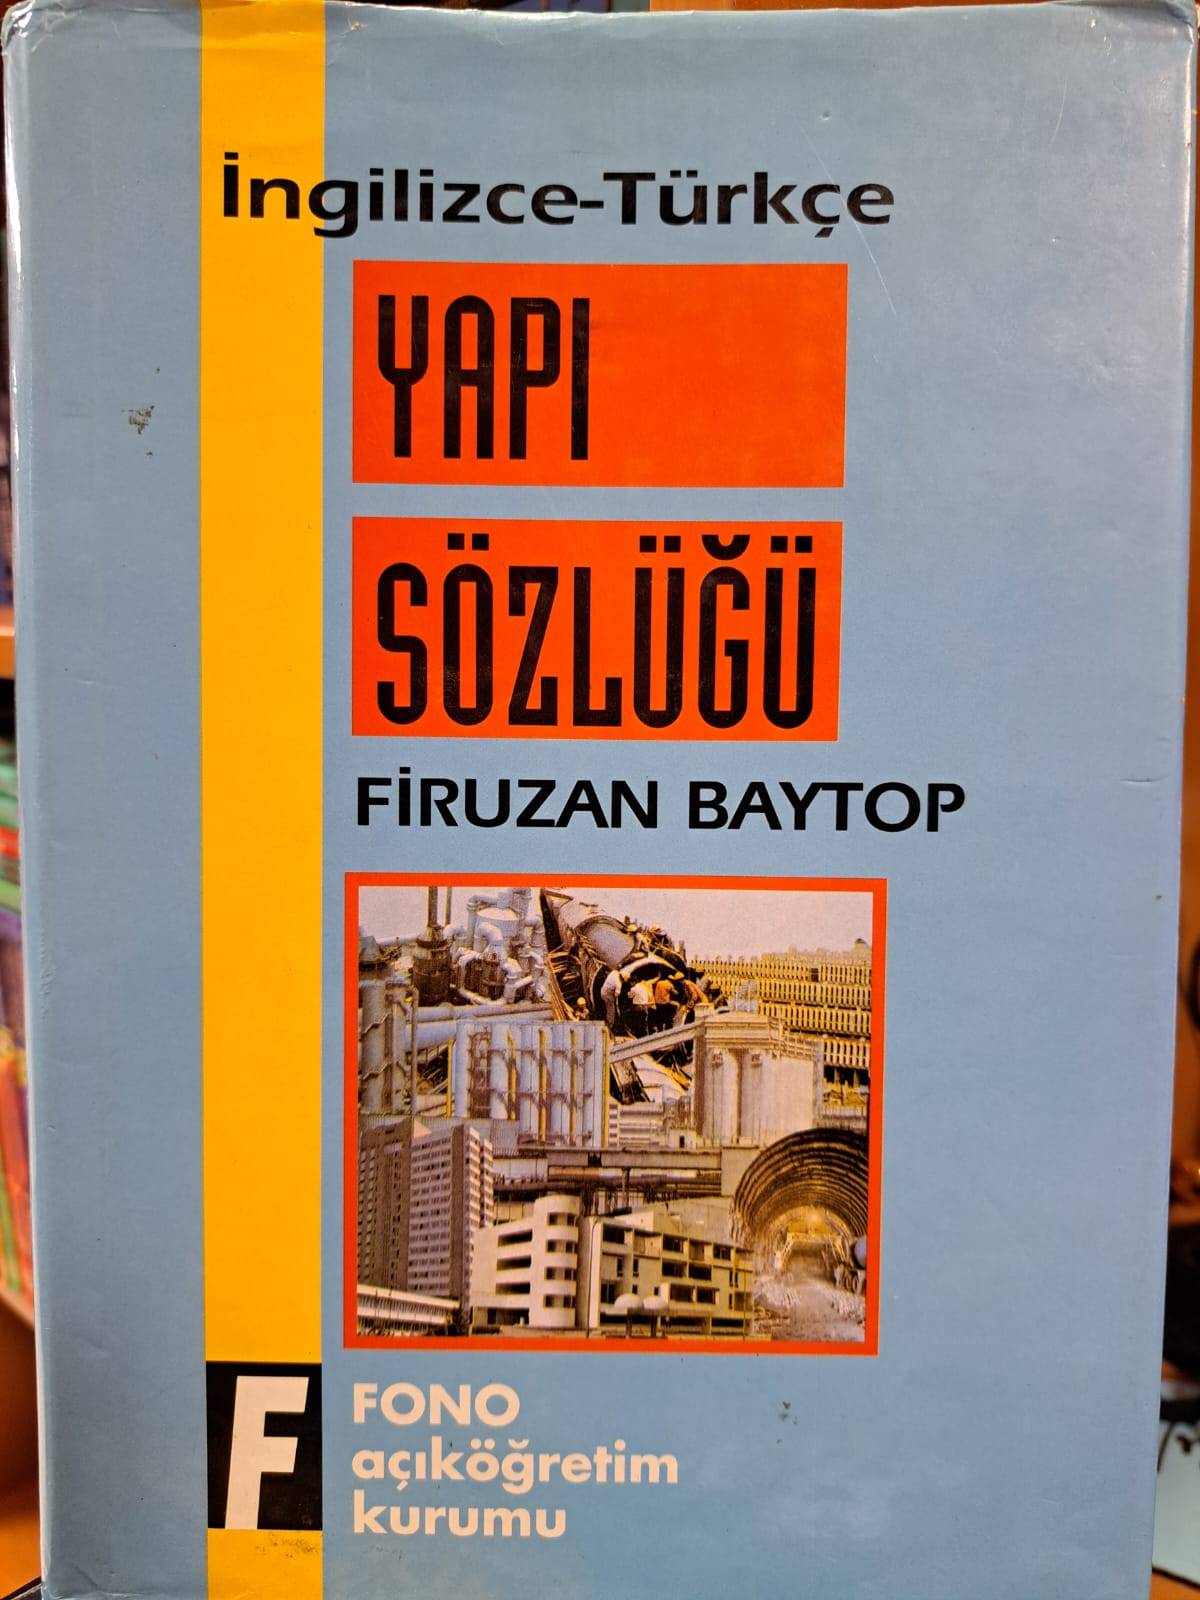 İngilizce-Türkçe
YAPI
SÖZLÜĞÜ
FİRUZAN BAYTOP
F
FONO
açıköğretim
kurumu